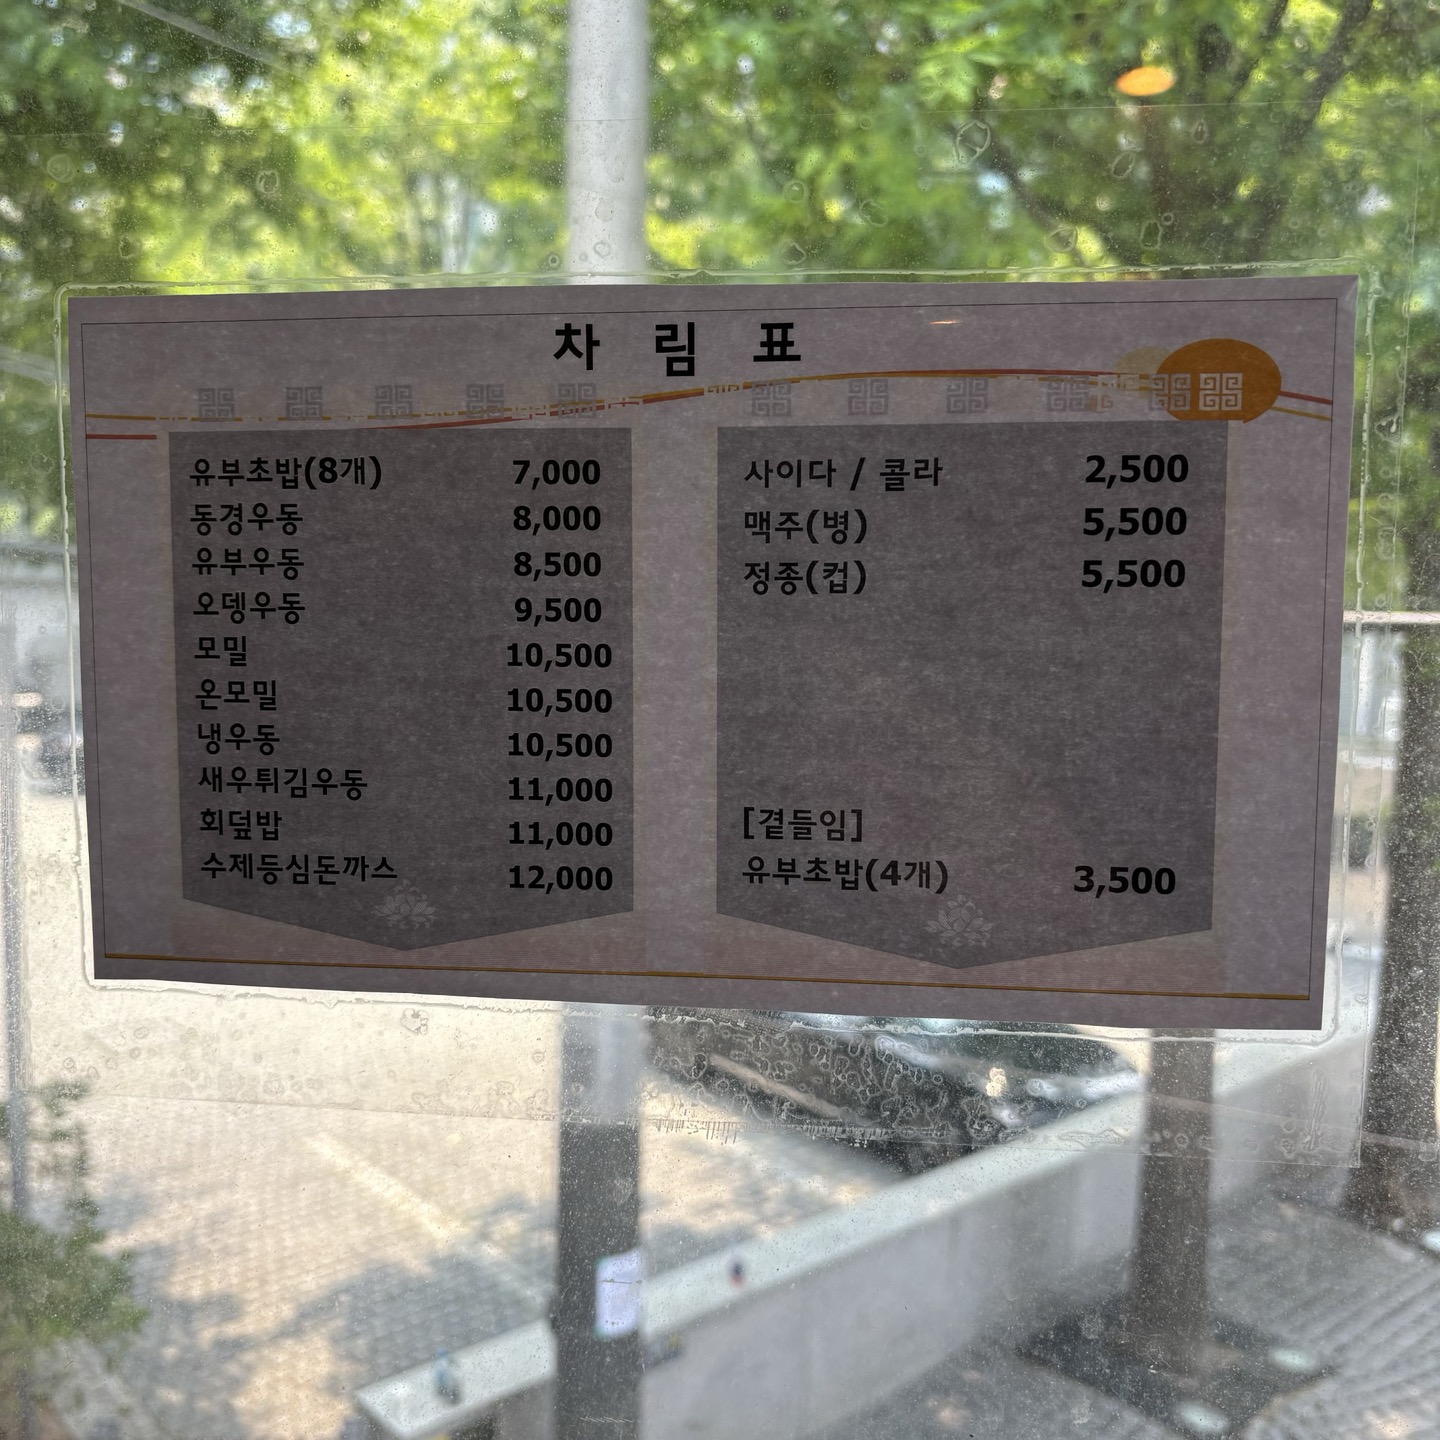 차 림 표
유부초밥(8개) 7,000
동경우동 8,000
유부우동 8,500
오뎅우동 9,500
모밀 10,500
온모밀 10,500
냉우동 10,500
새우튀김우동 11,000
회덮밥 11,000
수제등심돈까스 12,000
사이다 / 콜라 2,500
맥주(병) 5,500
정종(컵) 5,500
[곁들임]
유부초밥(4개) 3,500